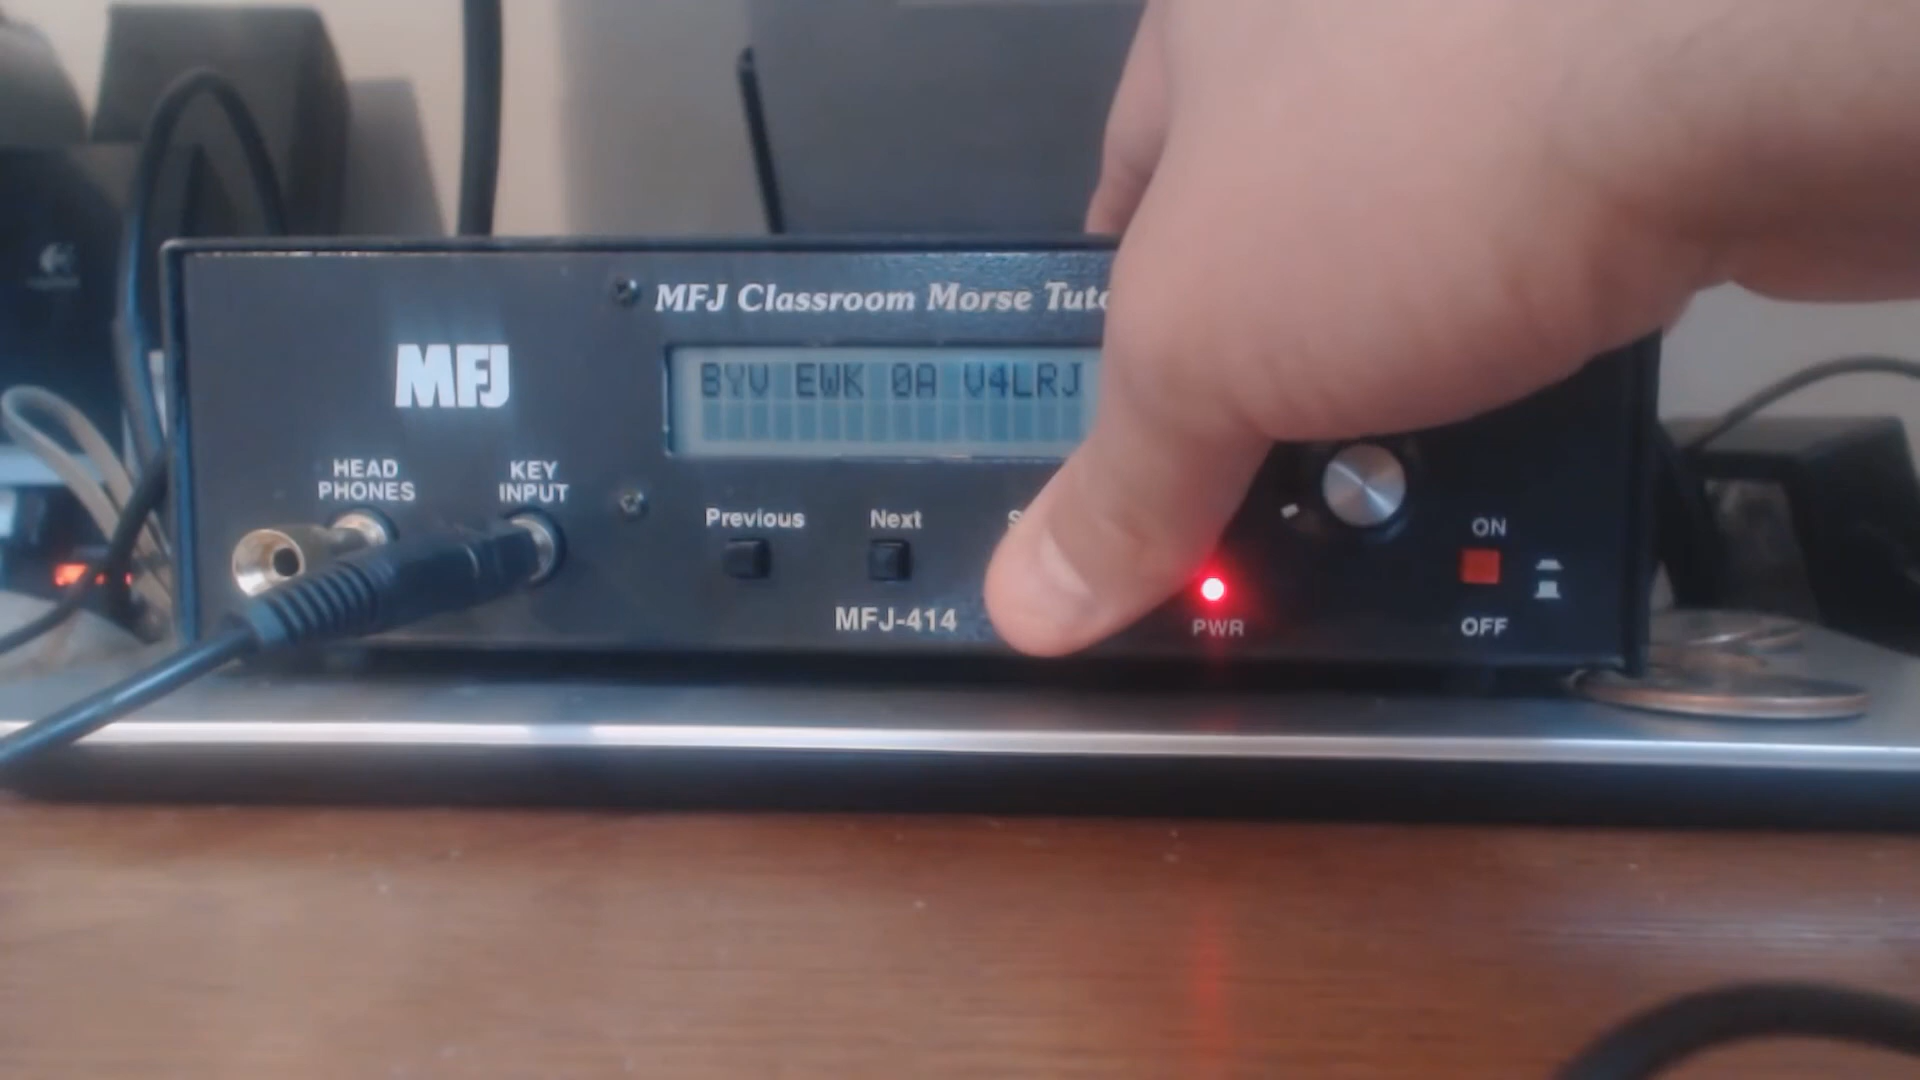 MFJ Classroom Morse
MFJ
BYV EWK 0A V4LRJ
HEAD
PHONES
KEY
INPUT
Previous
Next
MFJ-414
PWR
ON
OFF